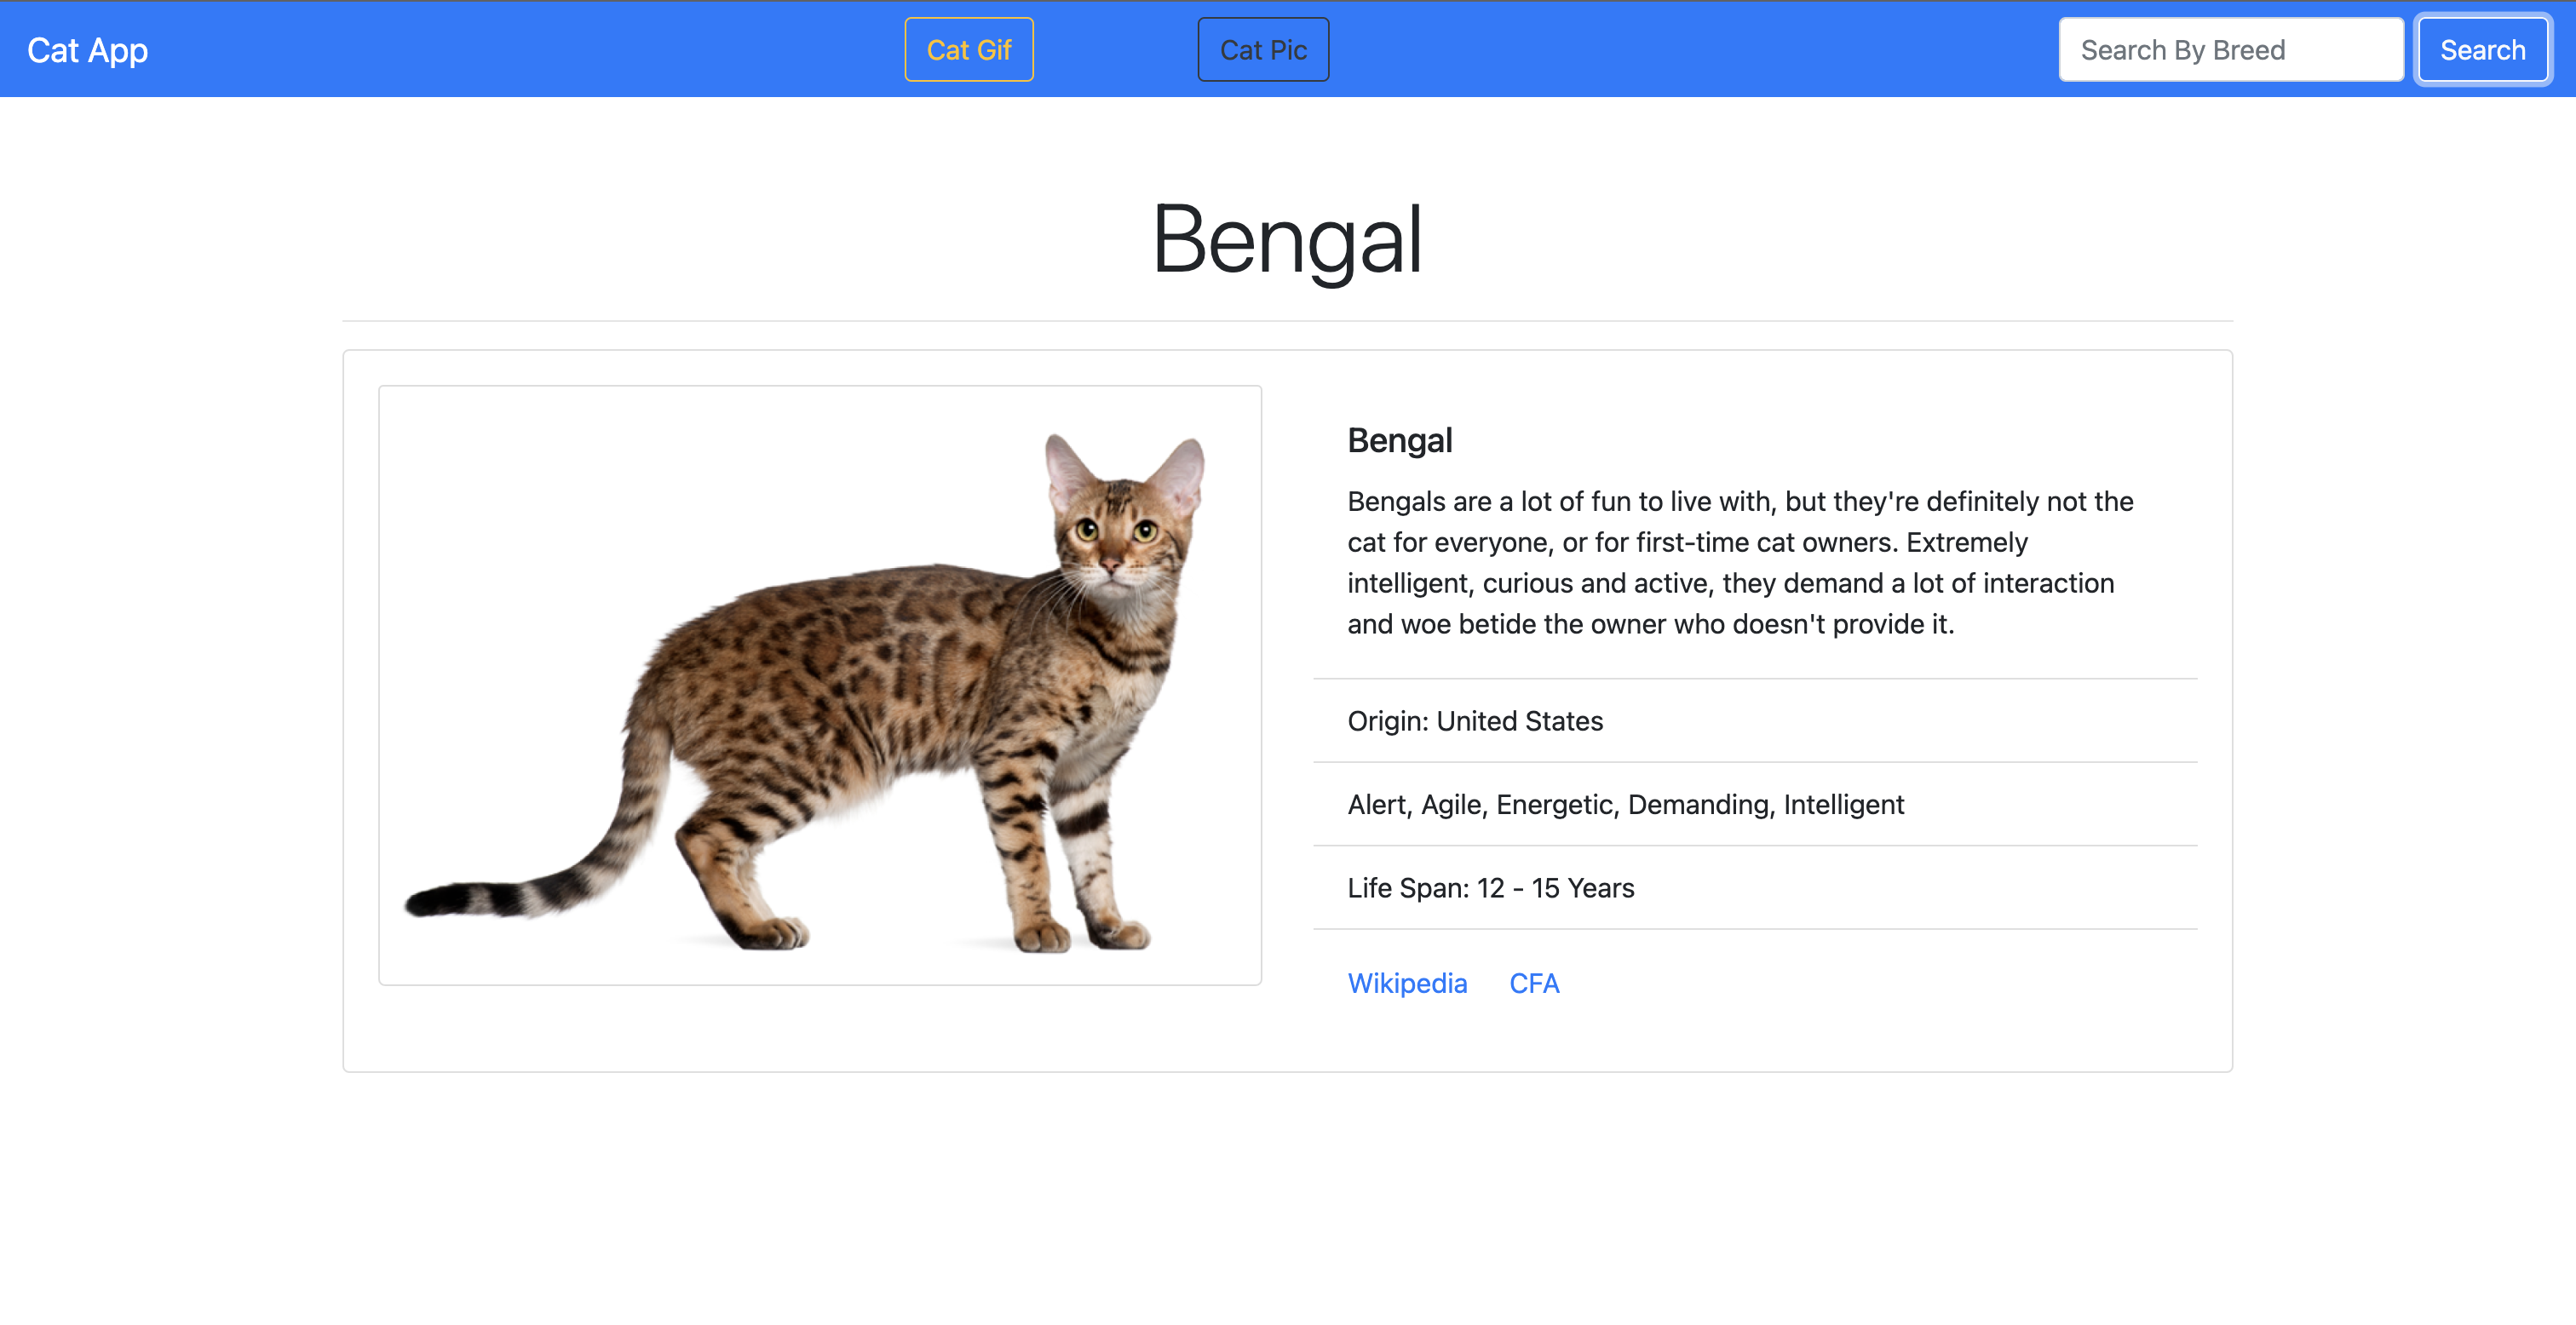 Cat App
Cat Gif
Cat Pic
Search By Breed
Search
Bengal
Bengal
Bengals are a lot of fun to live with, but they're definitely not the
cat for everyone, or for first-time cat owners. Extremely
intelligent, curious and active, they demand a lot of interaction
and woe betide the owner who doesn't provide it.
Origin: United States
Alert, Agile, Energetic, Demanding, Intelligent
Life Span: 12 - 15 Years
Wikipedia CFA